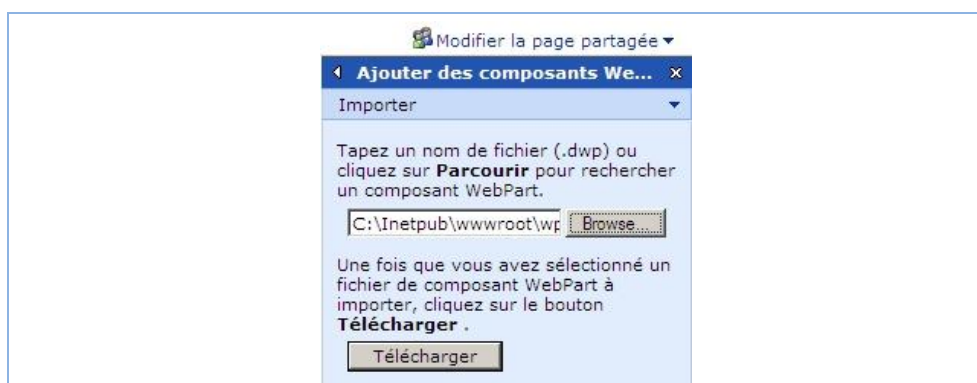 Modifier la page partagée
Ajouter des composants We...
Importer
Tapez un nom de fichier (.dwp) ou
cliquez sur Parcourir pour rechercher
un composant WebPart.
C:\Inetpub\wwwroot\wp Browse...
Une fois que vous avez sélectionné un
fichier de composant WebPart à
importer, cliquez sur le bouton
Télécharger .
Télécharger